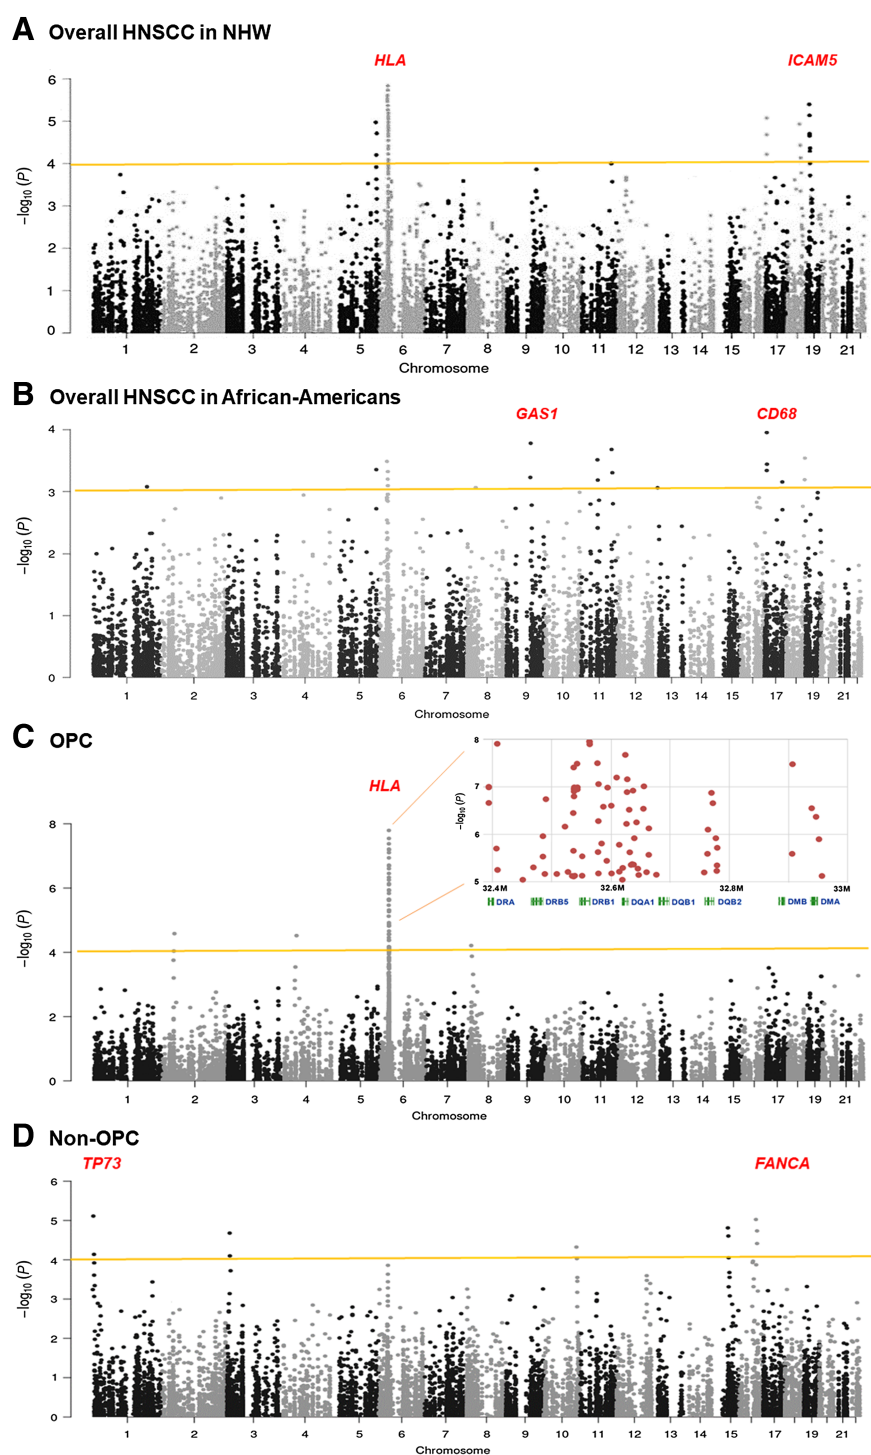 A Overall HNSCC in NHW
HLA ICAM5
6
5
4
3
2
1
0
−log10 (P)
1 2 3 4 5 6 7 8 9 10 11 12 13 14 15 17 19 21
Chromosome
B Overall HNSCC in African-Americans
GAS1 CD68
4
3
2
1
0
−log10 (P)
1 2 3 4 5 6 7 8 9 10 11 12 13 14 15 17 19 21
Chromosome
C OPC
HLA
8
6
4
2
0
−log10 (P)
8
7
6
5
−log10 (P)
32.4M 32.6M 32.8M 33M
DRA DRB5 DRB1 DQA1 DQB1 DQB2 DMB DMA
1 2 3 4 5 6 7 8 9 10 11 12 13 14 15 17 19 21
Chromosome
D Non-OPC
TP73 FANCA
6
5
4
3
2
1
0
−log10 (P)
1 2 3 4 5 6 7 8 9 10 11 12 13 14 15 17 19 21
Chromosome